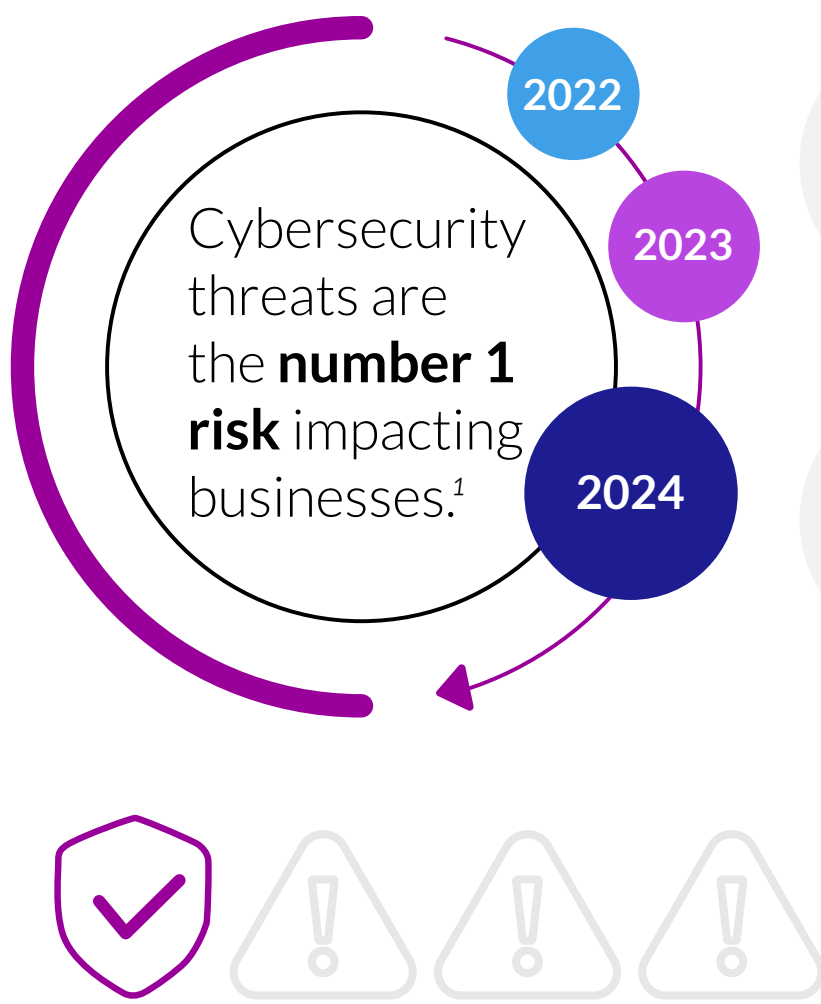 Cybersecurity
threats are
the number 1
risk impacting
businesses.1
2022
2023
2024